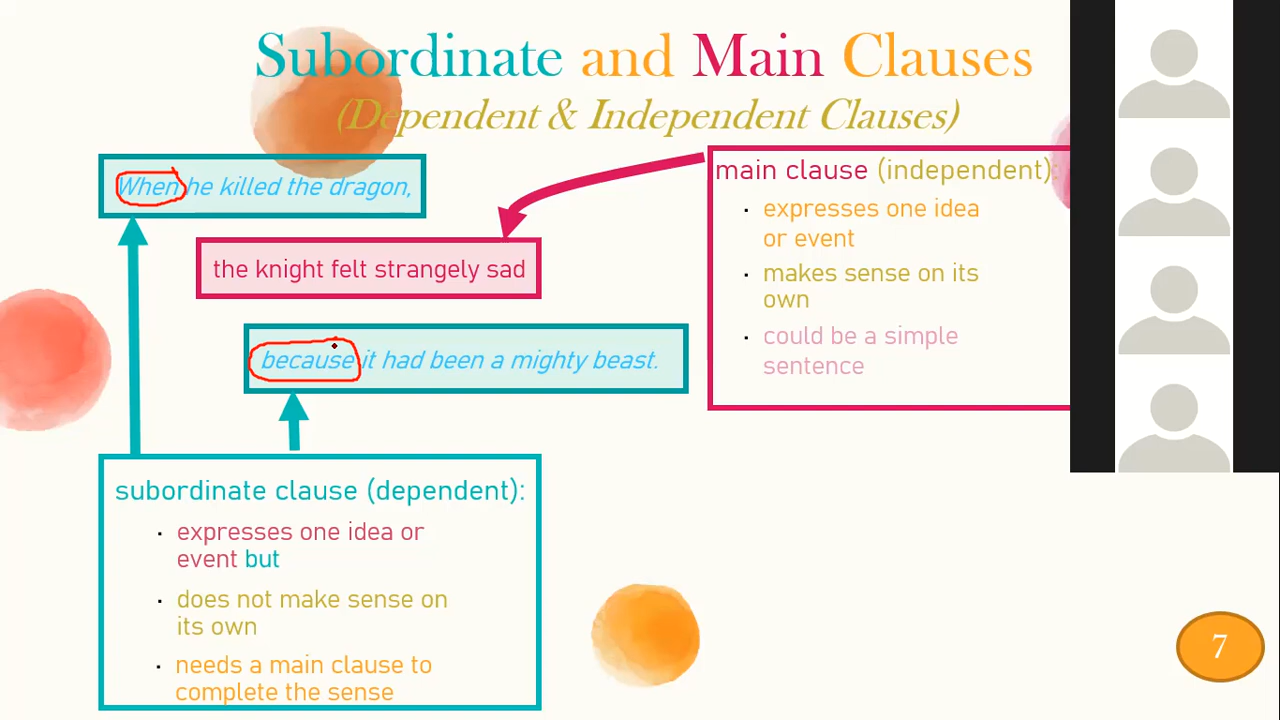 Subordinate and Main Clauses
(Dependent & Independent Clauses)
When he killed the dragon,
the knight felt strangely sad
because it had been a mighty beast.
main clause (independent):
· expresses one idea
or event
· makes sense on its
own
· could be a simple
sentence
subordinate clause (dependent):
· expresses one idea or
event but
· does not make sense on
its own
· needs a main clause to
complete the sense
7